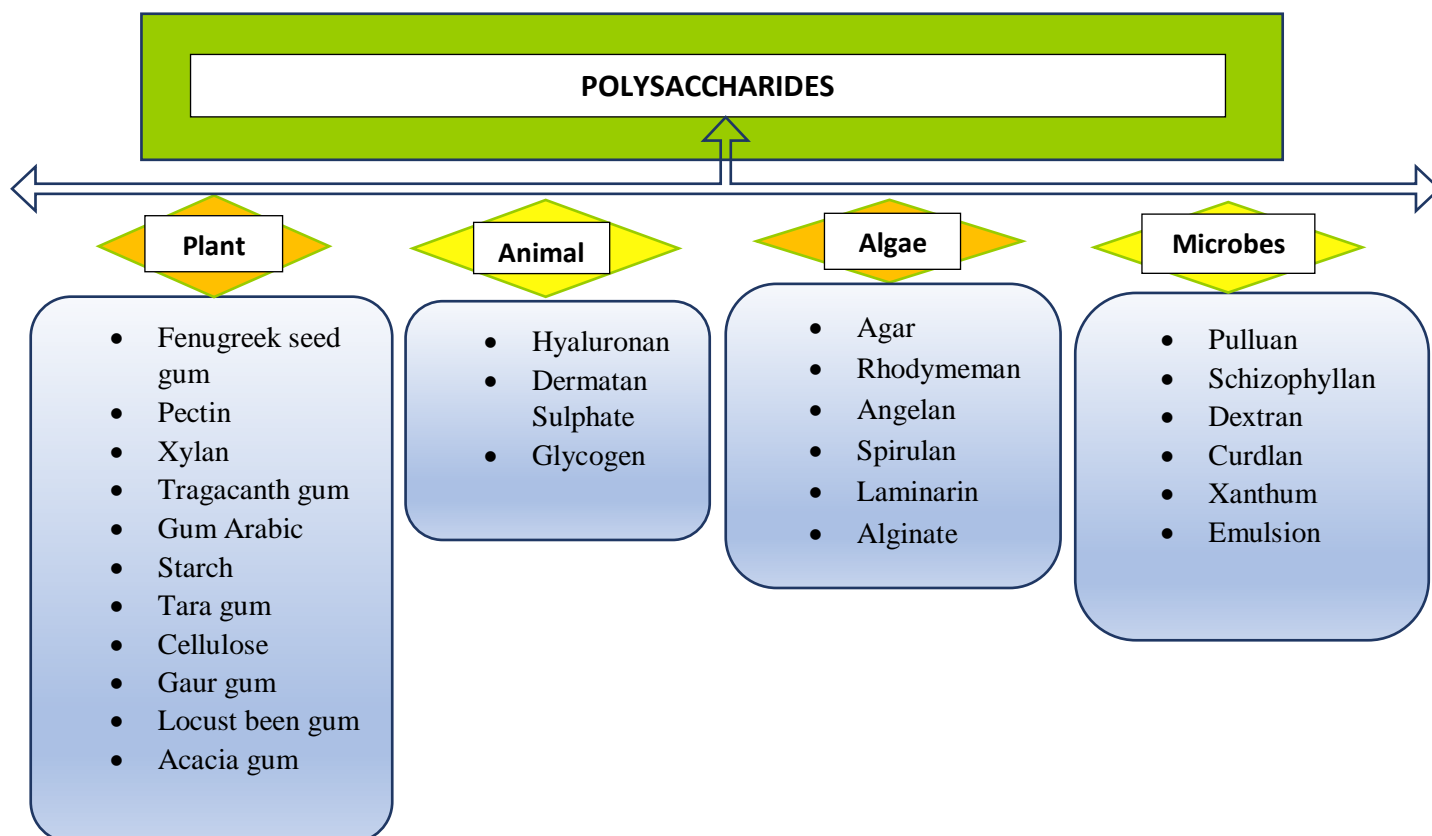 POLYSACCHARIDES
Plant
Animal
Algae
Microbes
• Fenugreek seed
gum
• Pectin
• Xylan
• Tragacanth gum
• Gum Arabic
• Starch
• Tara gum
• Cellulose
• Gaur gum
• Locust been gum
• Acacia gum
• Hyaluronan
• Dermatan
Sulphate
• Glycogen
• Agar
• Rhodymeman
• Angelan
• Spirulan
• Laminarin
• Alginate
• Pulluan
• Schizophyllan
• Dextran
• Curdlan
• Xanthum
• Emulsion